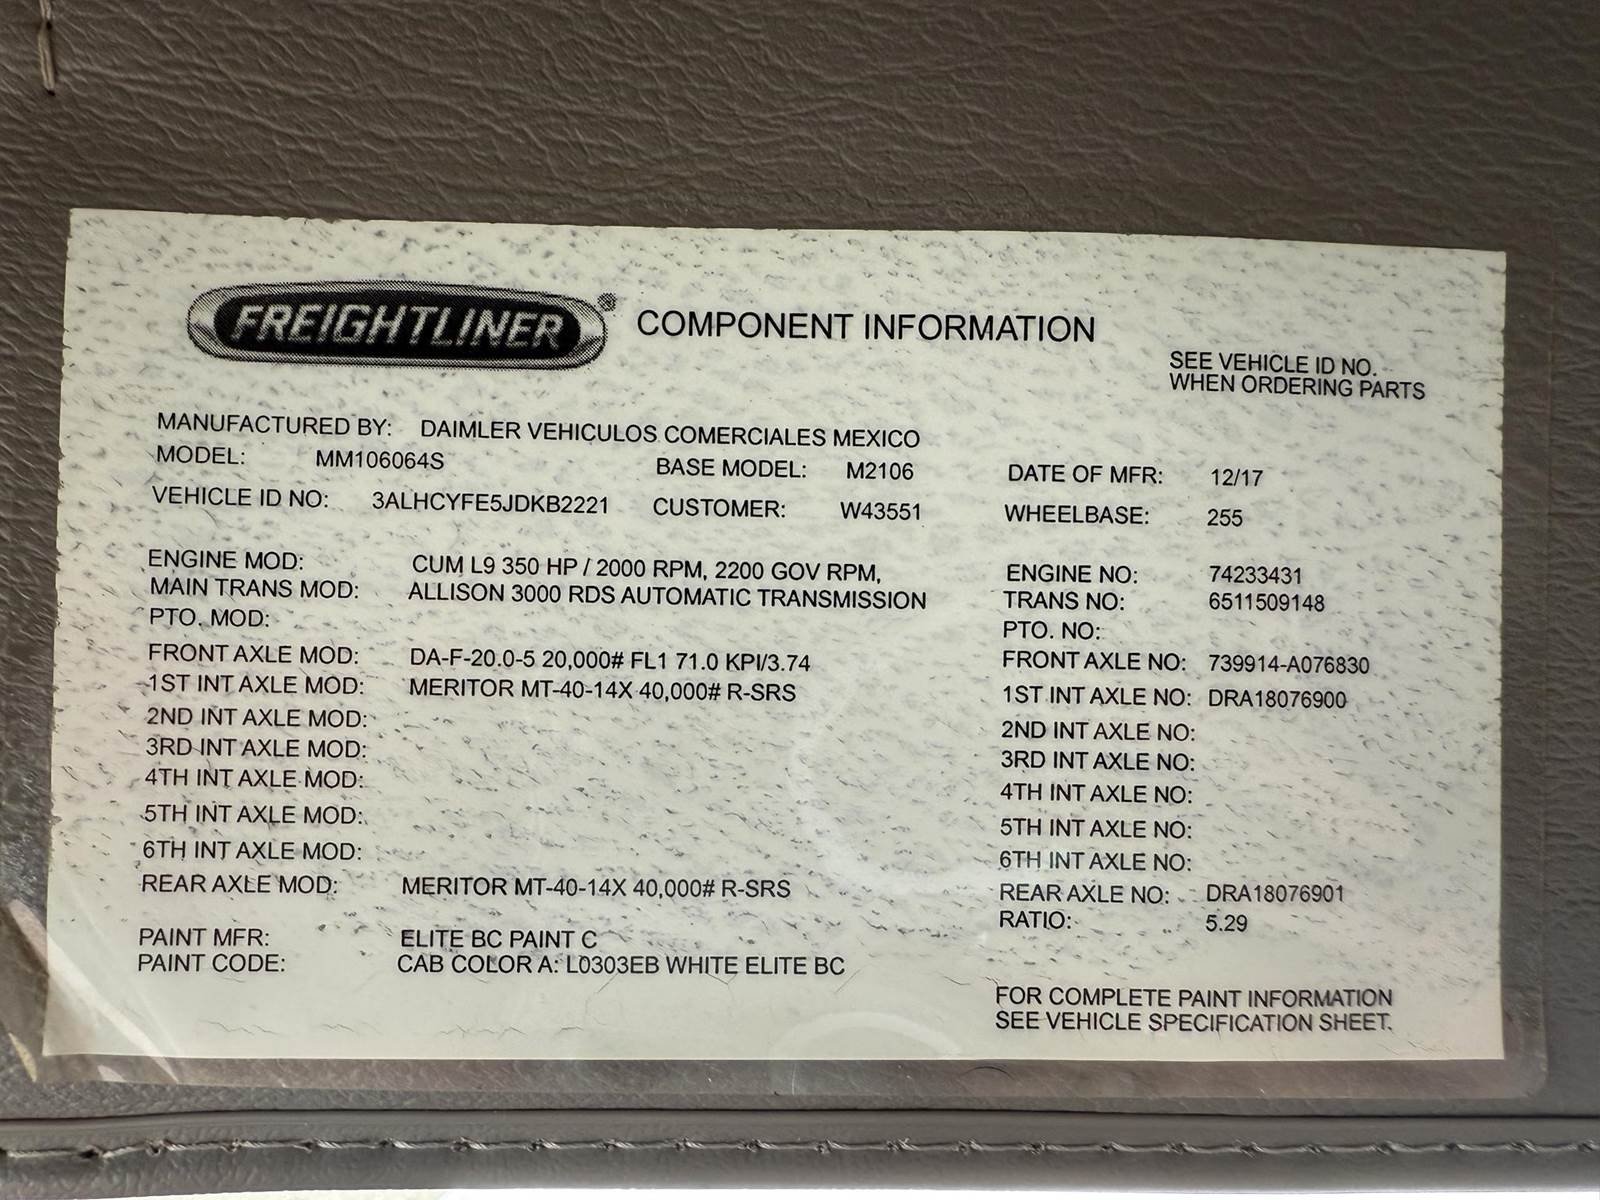 FREIGHTLINER® COMPONENT INFORMATION
SEE VEHICLE ID NO.
WHEN ORDERING PARTS
MANUFACTURED BY: DAIMLER VEHICULOS COMERCIALES MEXICO
MODEL: MM106064S BASE MODEL: M2106 DATE OF MFR: 12/17
VEHICLE ID NO: 3ALHCYFE5JDKB2221 CUSTOMER: W43551 WHEELBASE: 255
ENGINE MOD: CUM L9 350 HP / 2000 RPM, 2200 GOV RPM, ENGINE NO: 74233431
MAIN TRANS MOD: ALLISON 3000 RDS AUTOMATIC TRANSMISSION TRANS NO: 6511509148
PTO. MOD: PTO. NO:
FRONT AXLE MOD: DA-F-20.0-5 20,000# FL1 71.0 KPI/3.74 FRONT AXLE NO: 739914-A076830
1ST INT AXLE MOD: MERITOR MT-40-14X 40,000# R-SRS 1ST INT AXLE NO: DRA18076900
2ND INT AXLE MOD: 2ND INT AXLE NO:
3RD INT AXLE MOD: 3RD INT AXLE NO:
4TH INT AXLE MOD: 4TH INT AXLE NO:
5TH INT AXLE MOD: 5TH INT AXLE NO:
6TH INT AXLE MOD: 6TH INT AXLE NO:
REAR AXLE MOD: MERITOR MT-40-14X 40,000# R-SRS REAR AXLE NO: DRA18076901
RATIO: 5.29
PAINT MFR: ELITE BC PAINT C
PAINT CODE: CAB COLOR A: L0303EB WHITE ELITE BC
FOR COMPLETE PAINT INFORMATION
SEE VEHICLE SPECIFICATION SHEET.